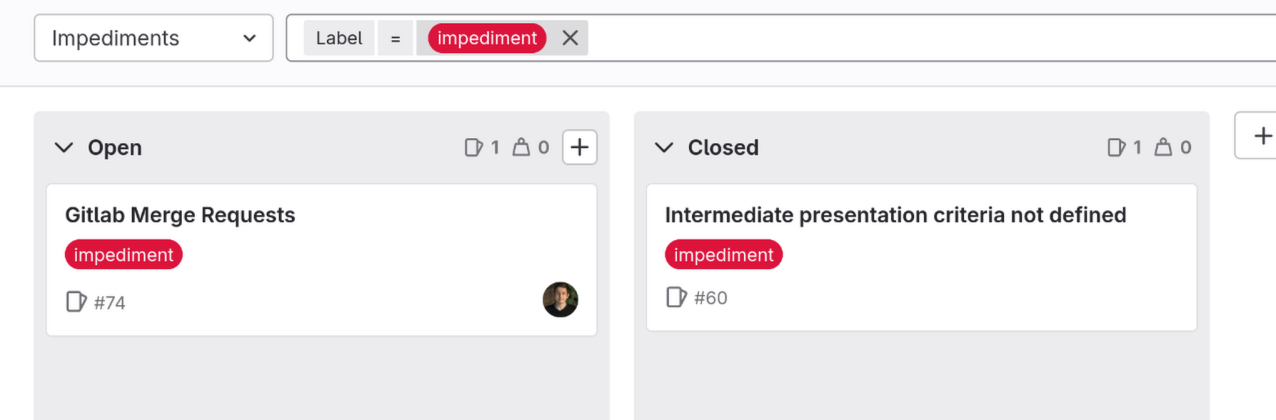 Impediments
Label = impediment
Open 1 0
Gitlab Merge Requests
impediment
#74
Closed 1 0
Intermediate presentation criteria not defined
impediment
#60